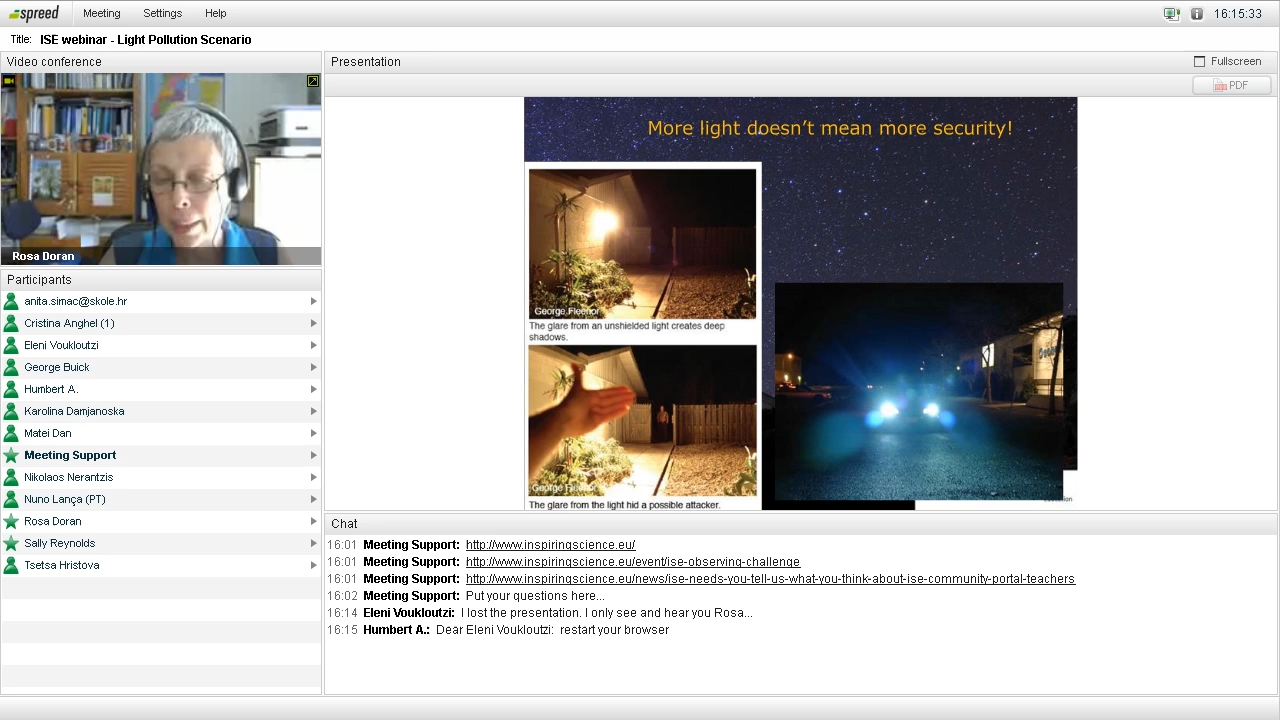 spreed Meeting Settings Help 16:15:33
Title: ISE webinar - Light Pollution Scenario
Video conference
Rosa Doran
Participants
anita.simac@skole.hr
Cristina Anghel (1)
Eleni Voukloutzi
George Buick
Humbert A.
Karolina Damjanoska
Matei Dan
Meeting Support
Nikolaos Nerantzis
Nuno Lança (PT)
Rosa Doran
Sally Reynolds
Tsetsa Hristova
Presentation
Fullscreen
PDF
More light doesn't mean more security!
George Fleenor
The glare from an unshielded light creates deep
shadows.
George Fleenor
The glare from the light hid a possible attacker.
Chat
16:01 Meeting Support: http://www.inspiringscience.eu/
16:01 Meeting Support: http://www.inspiringscience.eu/event/ise-observing-challenge
16:01 Meeting Support: http://www.inspiringscience.eu/news/ise-needs-you-tell-us-what-you-think-about-ise-community-portal-teachers
16:02 Meeting Support: Put your questions here...
16:14 Eleni Voukloutzi: I lost the presentation. I only see and hear you Rosa...
16:15 Humbert A.: Dear Eleni Voukloutzi: restart your browser